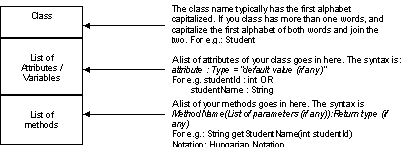 Class
The class name typically has the first alphabet
capitalized. If you class has more than one words, and
capitalize the first alphabet of both words and join the
two. For e.g.: Student
List of
Attributes /
Variables
Alist of attributes of your class goes in here. The syntax is:
attribute : Type = "default value (if any)"
For e.g. studentId : int OR
studentName : String
List of
methods
Alist of your methods goes in here. The syntax is
MethodName(List of parameters (if any)):Return type (if
any)
For e.g.: String getStudentName(int studentId)
Notation: Hungarian Notation